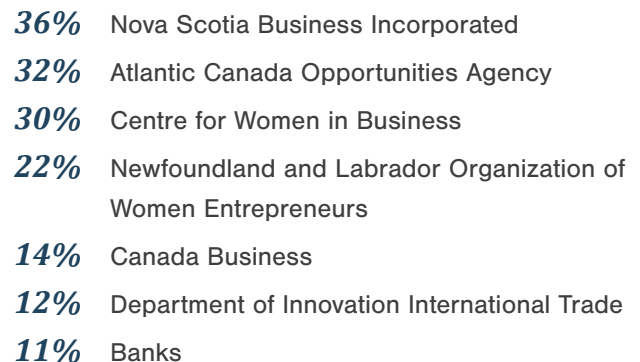 36% Nova Scotia Business Incorporated
32% Atlantic Canada Opportunities Agency
30% Centre for Women in Business
22% Newfoundland and Labrador Organization of
Women Entrepreneurs
14% Canada Business
12% Department of Innovation International Trade
11% Banks